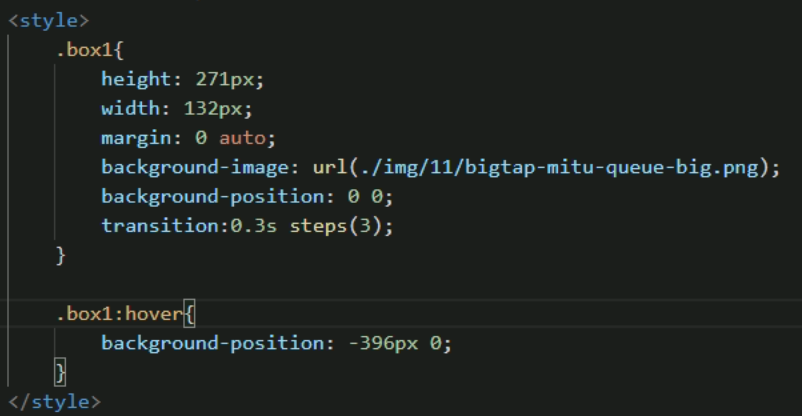 <style>
.box1{
height: 271px;
width: 132px;
margin: 0 auto;
background-image: url(./img/11/bigtap-mitu-queue-big.png);
background-position: 0 0;
transition:0.3s steps(3);
}
.box1:hover{
background-position: -396px 0;
}
</style>